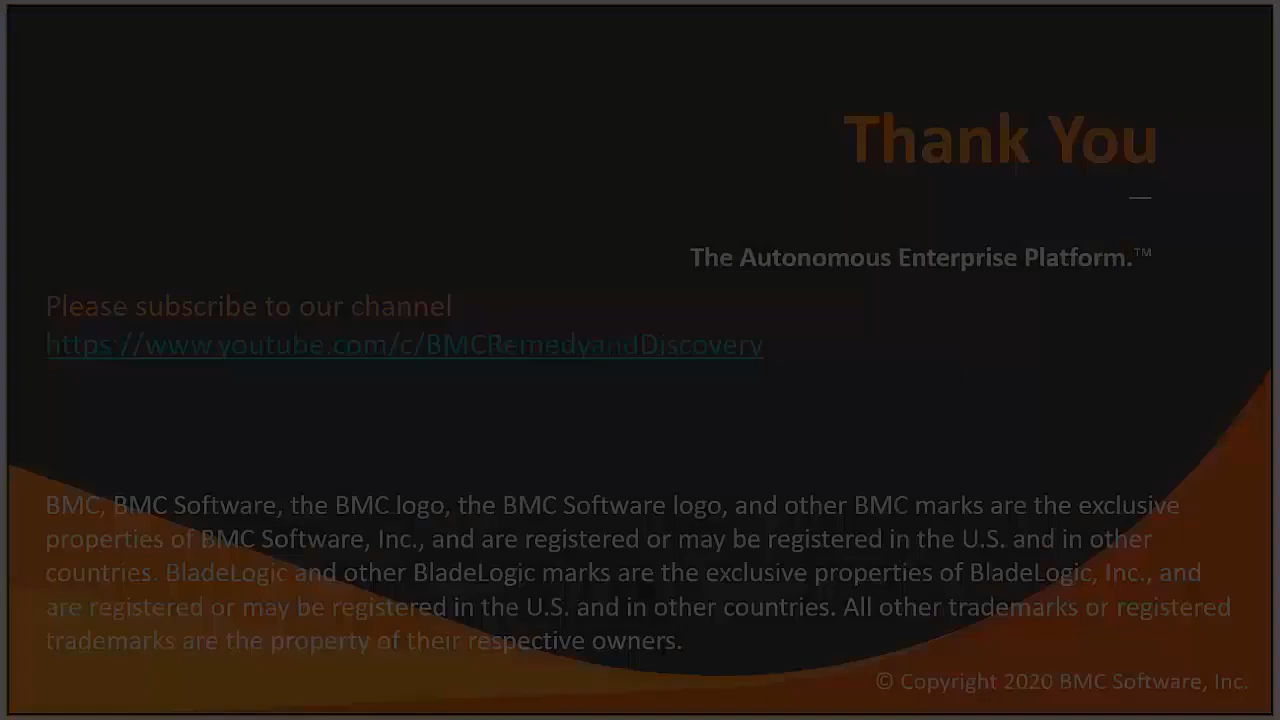 Thank You
—
The Autonomous Enterprise Platform.™
Please subscribe to our channel
https://www.youtube.com/c/BMCRemedyandDiscovery
BMC, BMC Software, the BMC logo, the BMC Software logo, and other BMC marks are the exclusive
properties of BMC Software, Inc., and are registered or may be registered in the U.S. and in other
countries. BladeLogic and other BladeLogic marks are the exclusive properties of BladeLogic, Inc., and
are registered or may be registered in the U.S. and in other countries. All other trademarks or registered
trademarks are the property of their respective owners.
© Copyright 2020 BMC Software, Inc.